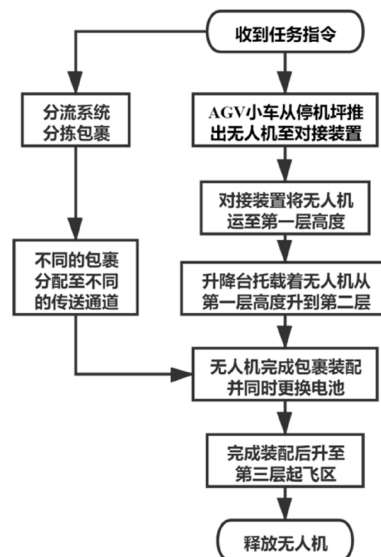 收到任务指令
分流系统
分拣包裹
AGV小车从停机坪推
出无人机至对接装置
对接装置将无人机
运至第一层高度
不同的包裹
分配至不同
的传送通道
升降台托载着无人机从
第一层高度升到第二层
无人机完成包裹装配
并同时更换电池
完成装配后升至
第三层起飞区
释放无人机